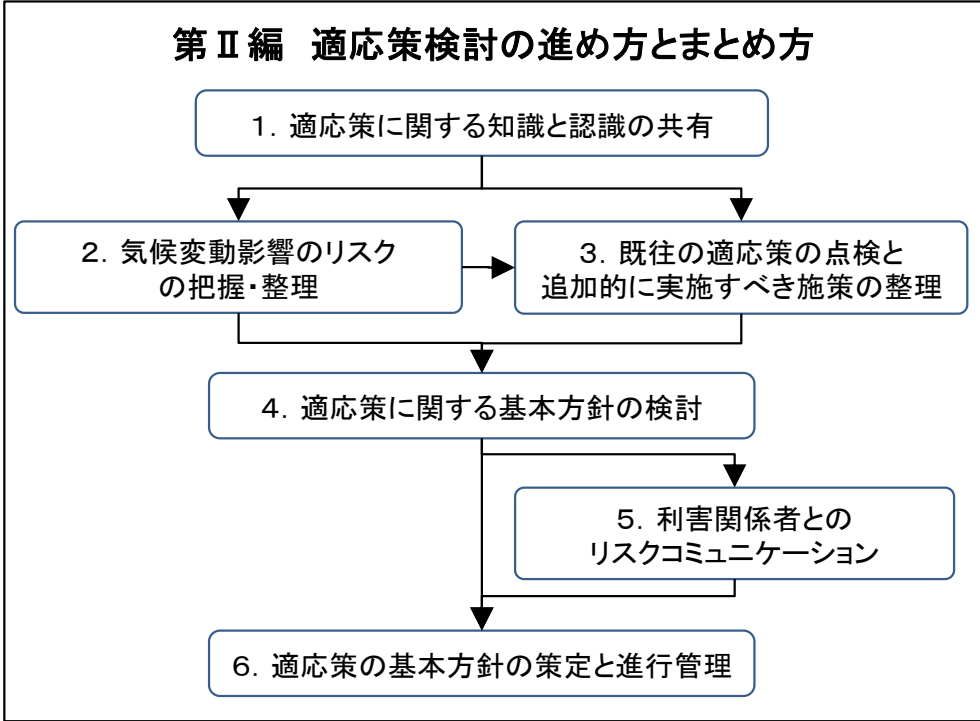 第Ⅱ編 適応策検討の進め方とまとめ方
1．適応策に関する知識と認識の共有
2．気候変動影響のリスク
の把握・整理
3．既往の適応策の点検と
追加的に実施すべき施策の整理
4．適応策に関する基本方針の検討
5．利害関係者との
リスクコミュニケーション
6．適応策の基本方針の策定と進行管理